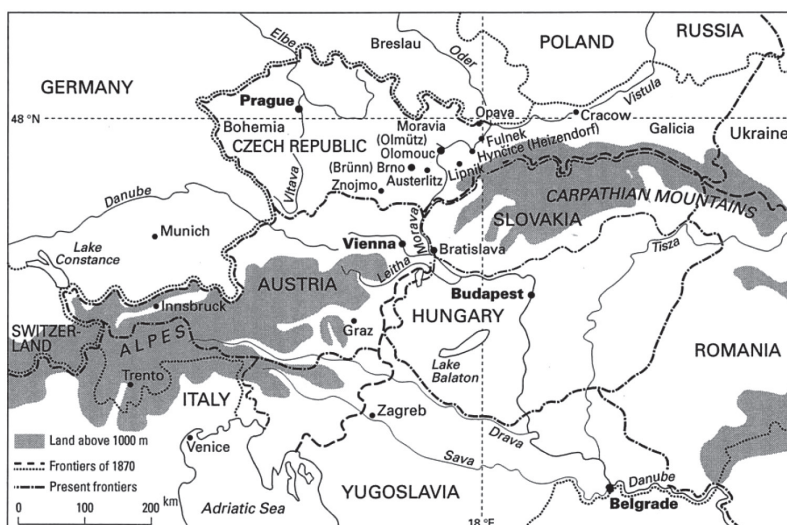 Elbe
Breslau
Oder
POLAND
RUSSIA
GERMANY
Vistula
Prague
48 °N
Opava
Cracow
Bohemia
Moravia
Fulnek
Galicia
Ukraine
(Olmütz)
Hynčice (Heizendorf)
CZECH REPUBLIC
Olomouc
(Brünn) Brno
Lipnik
Austerlitz
Znojmo
Vltava
Danube
CARPATHIAN MOUNTAINS
SLOVAKIA
Morava
Munich
Vienna
Bratislava
Tisza
Lake
Constance
Leitha
AUSTRIA
Budapest
Innsbruck
HUNGARY
SWITZER-
LAND
ALPES
Graz
ROMANIA
Lake
Balaton
Trento
ITALY
Zagreb
Drava
Land above 1000 m
Venice
Sava
Frontiers of 1870
Danube
Present frontiers
YUGOSLAVIA
Belgrade
0 100 200 km
Adriatic Sea
18 °E